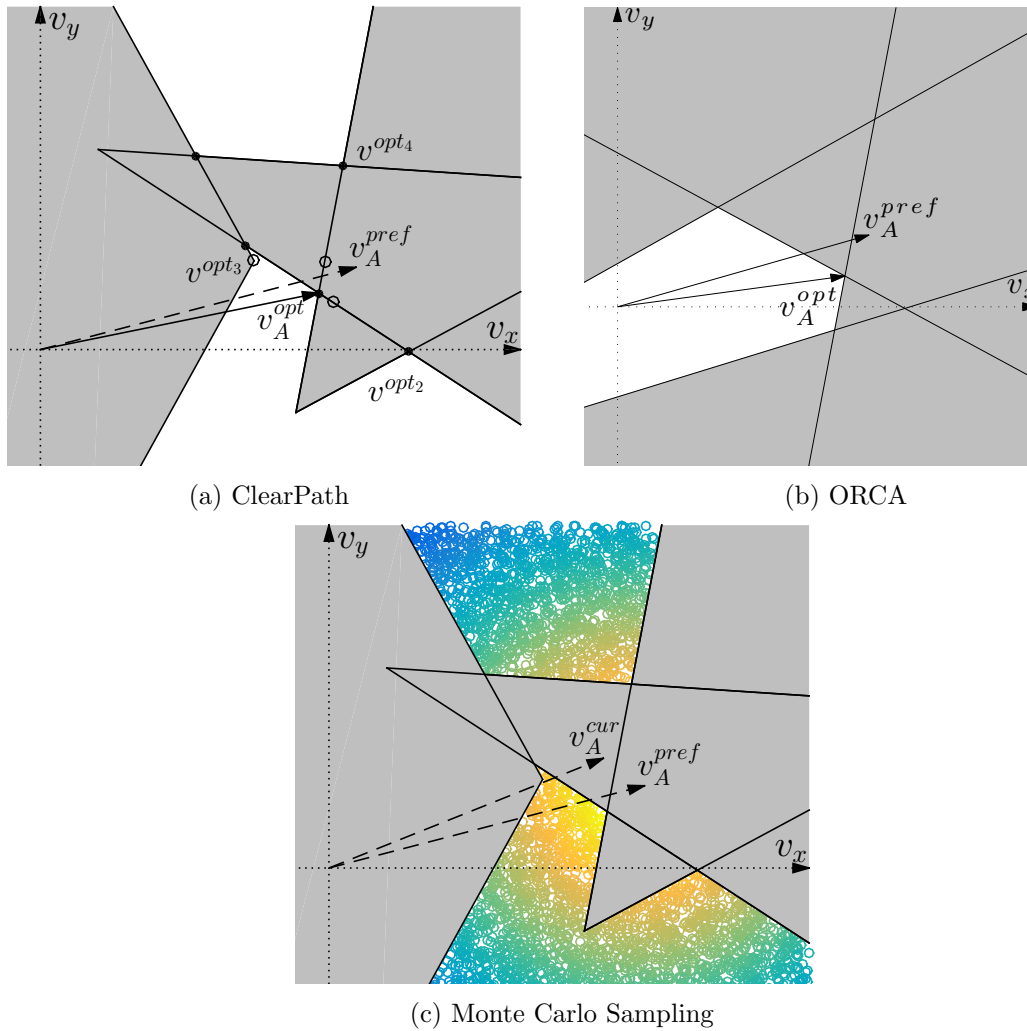 v_y
v^{opt_4}
v_A^{pref}
v^{opt_3}
v_A^{opt}
v_x
v^{opt_2}
(a) ClearPath
v_y
v_A^{pref}
v_A^{opt}
v_x
(b) ORCA
v_y
v_A^{cur}
v_A^{pref}
v_x
(c) Monte Carlo Sampling